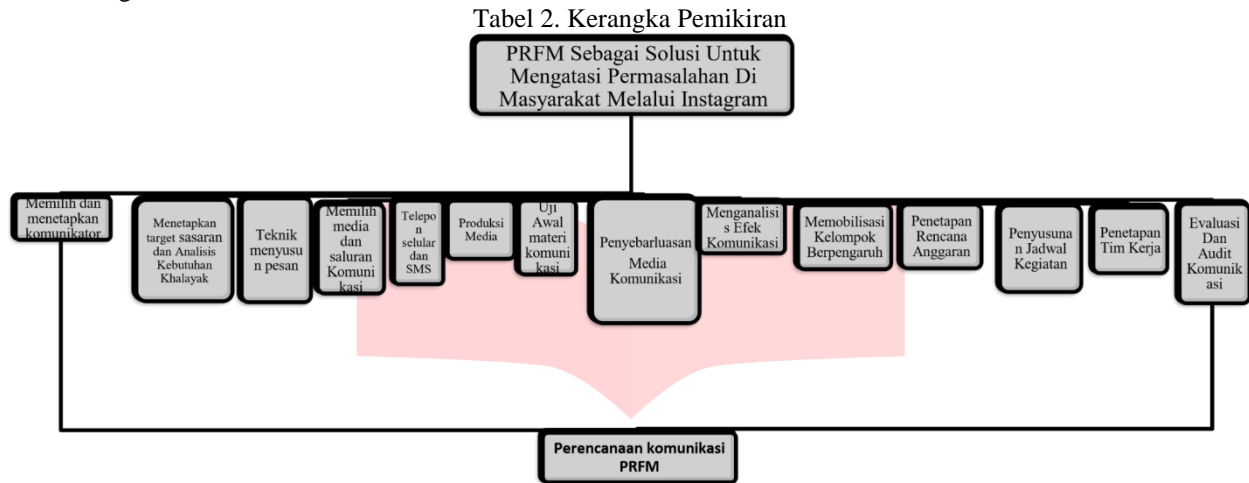 Tabel 2. Kerangka Pemikiran
PRFM Sebagai Solusi Untuk
Mengatasi Permasalahan Di
Masyarakat Melalui Instagram
Memilih dan
menetapkan
komunikator
Menetapkan
target sasaran
dan Analisis
Kebutuhan
Khalayak
Teknik
menyusu
n pesan
Memilih
media
dan
saluran
Komuni
kasi
Telepo
n
selular
dan
SMS
Produksi
Media
Uji
Awal
materi
komuni
kasi
Penyebarluasan
Media
Komunikasi
Menganalisi
s Efek
Komunikasi
Memobilisasi
Kelompok
Berpengaruh
Penetapan
Rencana
Anggaran
Penyusuna
n Jadwal
Kegiatan
Penetapan
Tim Kerja
Evaluasi
Dan
Audit
Komunik
asi
Perencanaan komunikasi
PRFM